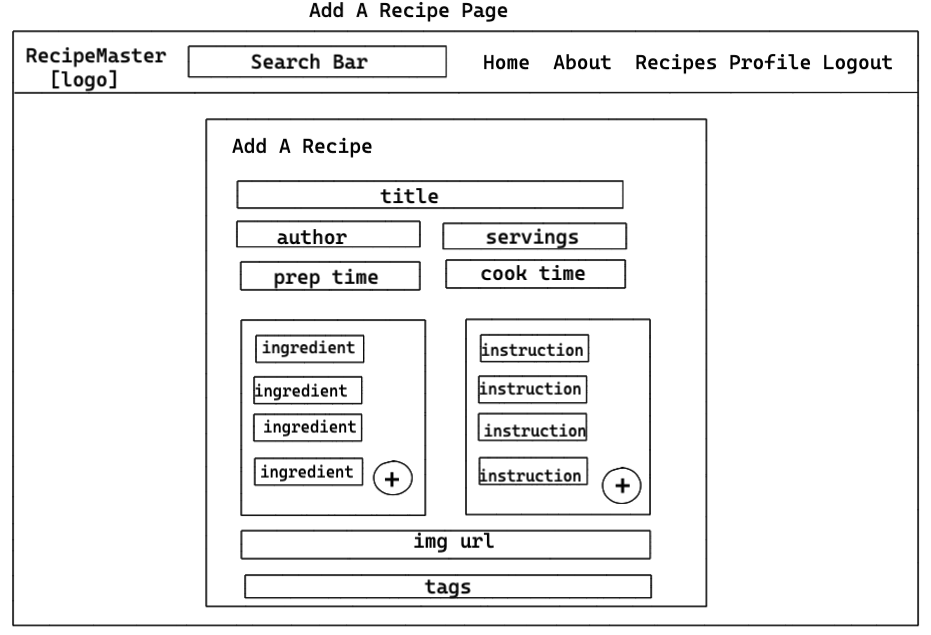 Add A Recipe Page
RecipeMaster
[logo]
Search Bar
Home About Recipes Profile Logout
Add A Recipe
title
author
servings
prep time
cook time
ingredient
ingredient
ingredient
ingredient
+
instruction
instruction
instruction
instruction
+
img url
tags